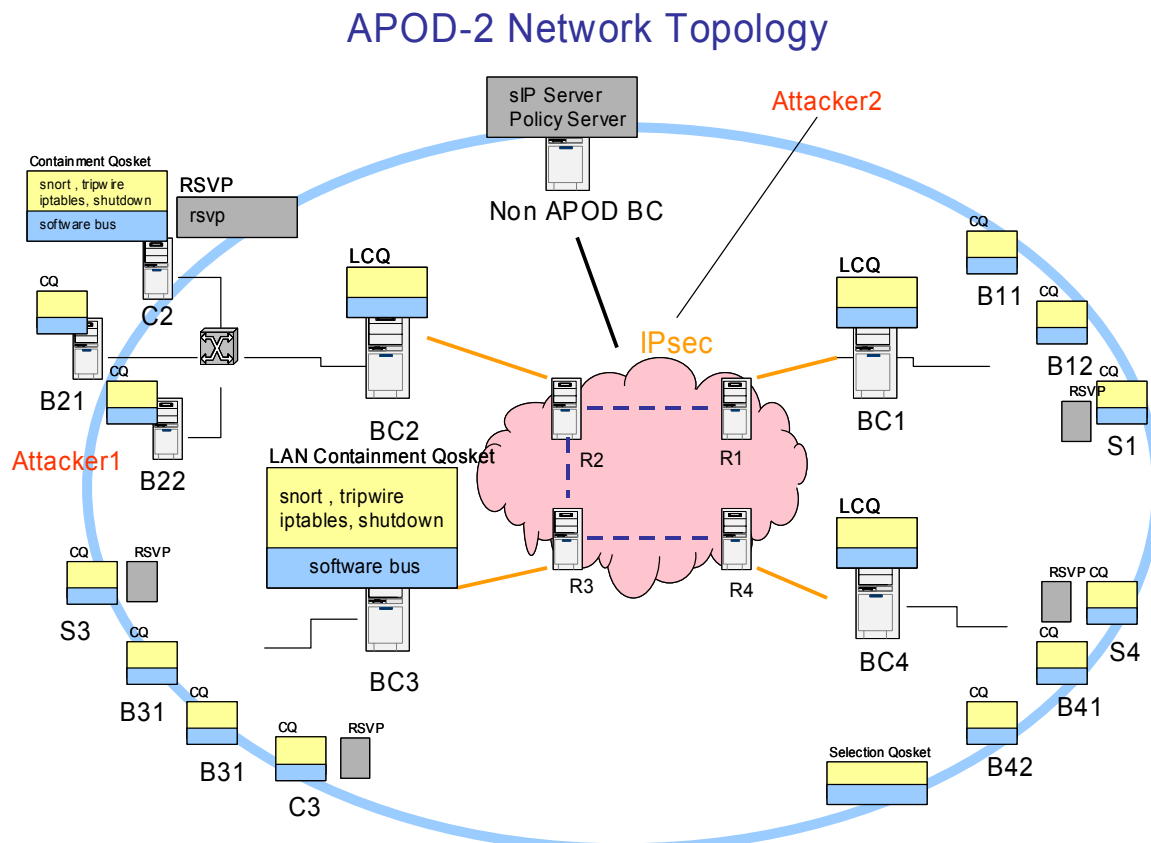 APOD-2 Network Topology
sIP Server
Policy Server
Attacker2
Containment Qosket
snort , tripwire
iptables, shutdown
software bus
RSVP
rsvp
Non APOD BC
LCQ
LCQ
CQ
B11
CQ
C2
CQ
B12
IPsec
CQ
B21
CQ
RSVP
S1
BC2
BC1
Attacker1
B22
R2
R1
LAN Containment Qosket
snort , tripwire
iptables, shutdown
software bus
LCQ
CQ
RSVP
S3
R3
R4
RSVP
CQ
S4
CQ
B31
BC3
BC4
CQ
B41
CQ
B31
CQ
B42
CQ
RSVP
C3
Selection Qosket